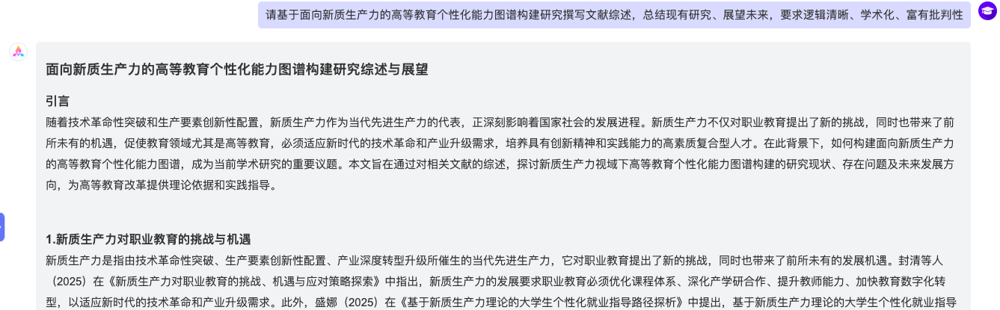 请基于面向新质生产力的高等教育个性化能力图谱构建研究撰写文献综述，总结现有研究、展望未来，要求逻辑清晰、学术化、富有批判性
面向新质生产力的高等教育个性化能力图谱构建研究综述与展望
引言
随着技术革命性突破和生产要素创新性配置，新质生产力作为当代先进生产力的代表，正深刻影响着国家社会的发展进程。新质生产力不仅对职业教育提出了新的挑战，同时也带来了前
所未有的机遇，促使教育领域尤其是高等教育，必须适应新时代的技术革命和产业升级需求，培养具有创新精神和实践能力的高素质复合型人才。在此背景下，如何构建面向新质生产力
的高等教育个性化能力图谱，成为当前学术研究的重要议题。本文旨在通过对相关文献的综述，探讨新质生产力视域下高等教育个性化能力图谱构建的研究现状、存在问题及未来发展方
向，为高等教育改革提供理论依据和实践指导。
1.新质生产力对职业教育的挑战与机遇
新质生产力是指由技术革命性突破、生产要素创新性配置、产业深度转型升级所催生的当代先进生产力，它对职业教育提出了新的挑战，同时也带来了前所未有的发展机遇。封清等人
（2025）在《新质生产力对职业教育的挑战、机遇与应对策略探索》中指出，新质生产力的发展要求职业教育必须优化课程体系、深化产学研合作、提升教师能力、加快教育数字化转
型，以适应新时代的技术革命和产业升级需求。此外，盛娜（2025）在《基于新质生产力理论的大学生个性化就业指导路径探析》中提出，基于新质生产力理论的大学生个性化就业指导